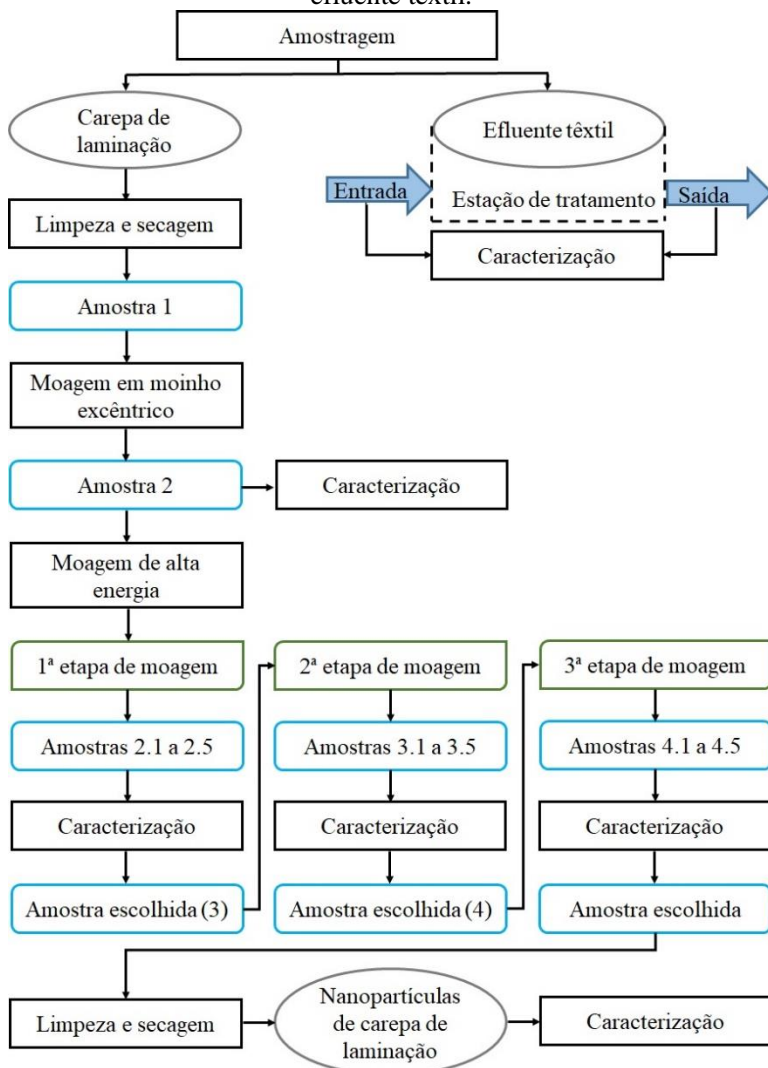 efluente têxtil.
Amostragem
Carepa de
laminação
Efluente têxtil
Entrada
Estação de tratamento
Saída
Limpeza e secagem
Caracterização
Amostra 1
Moagem em moinho
excêntrico
Amostra 2
Caracterização
Moagem de alta
energia
1ª etapa de moagem
2ª etapa de moagem
3ª etapa de moagem
Amostras 2.1 a 2.5
Amostras 3.1 a 3.5
Amostras 4.1 a 4.5
Caracterização
Caracterização
Caracterização
Amostra escolhida (3)
Amostra escolhida (4)
Amostra escolhida
Limpeza e secagem
Nanopartículas
de carepa de
laminação
Caracterização